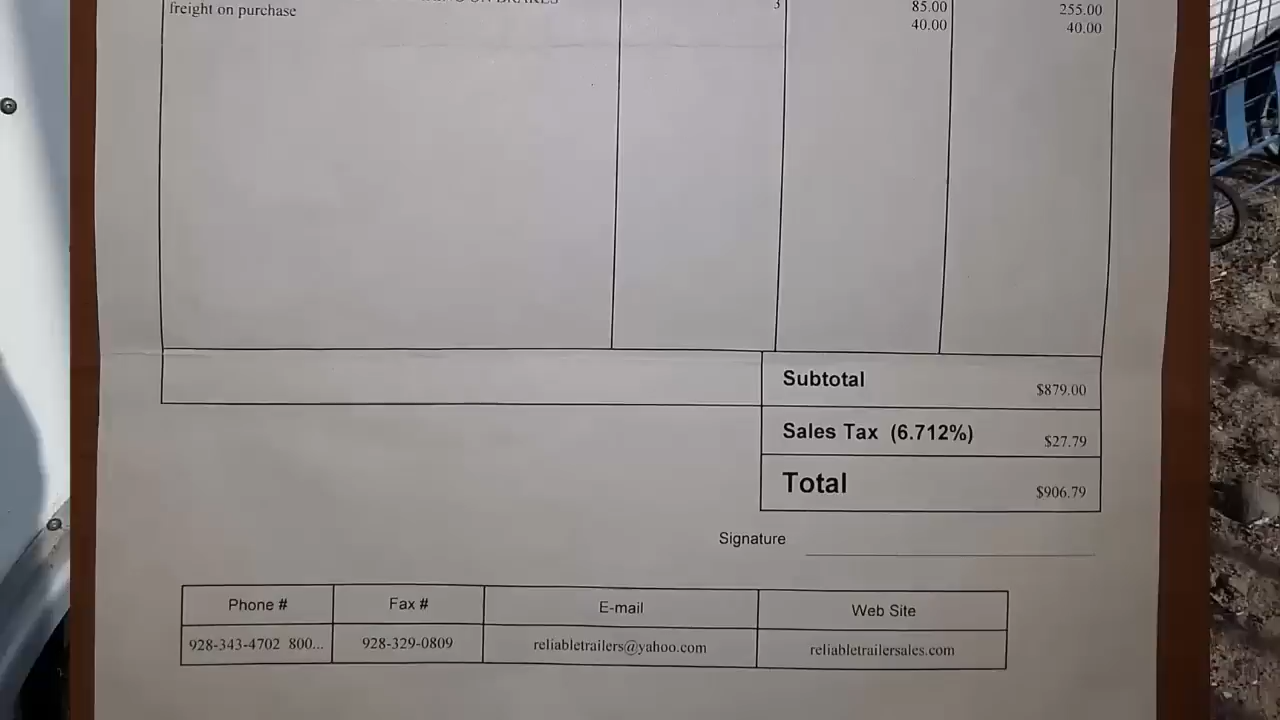 BRAKES
3 85.00 255.00
freight on purchase 40.00 40.00
Subtotal $879.00
Sales Tax (6.712%) $27.79
Total $906.79
Signature
Phone # Fax # E-mail Web Site
928-343-4702 800... 928-329-0809 reliabletrailers@yahoo.com reliabletrailersales.com